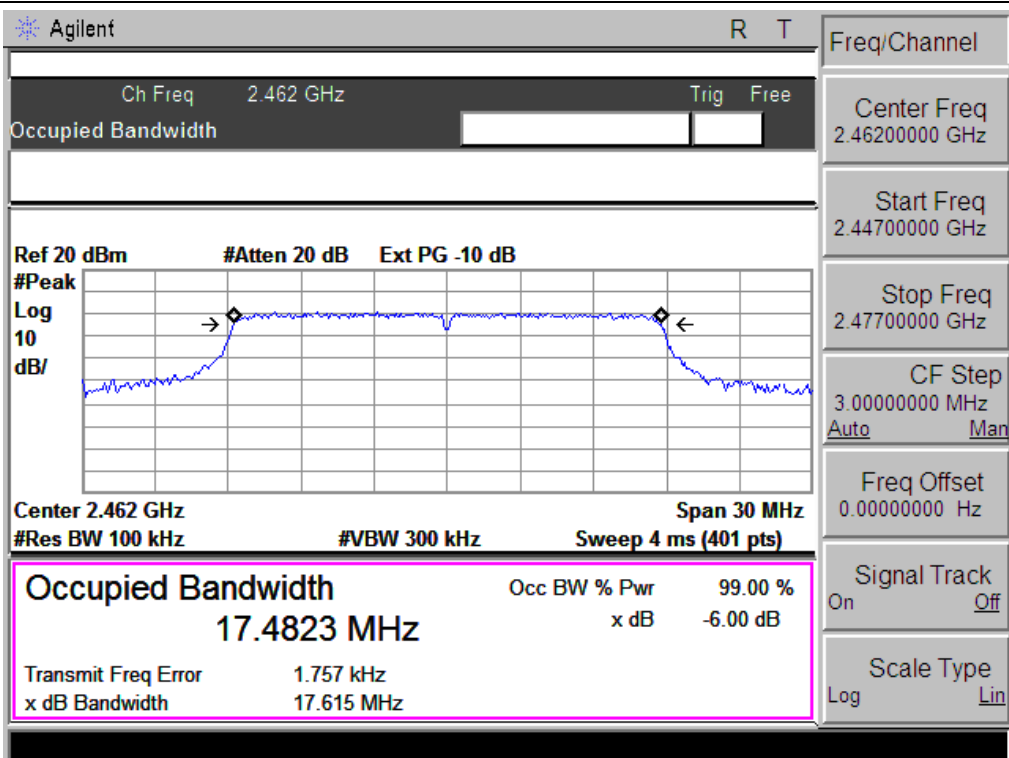 Agilent R T
Ch Freq 2.462 GHz Trig Free
Occupied Bandwidth
Ref 20 dBm #Atten 20 dB Ext PG -10 dB
#Peak
Log
10
dB/
Center 2.462 GHz Span 30 MHz
#Res BW 100 kHz #VBW 300 kHz Sweep 4 ms (401 pts)
Occupied Bandwidth
17.4823 MHz
Occ BW % Pwr 99.00 %
x dB -6.00 dB
Transmit Freq Error 1.757 kHz
x dB Bandwidth 17.615 MHz
Freq/Channel
Center Freq
2.46200000 GHz
Start Freq
2.44700000 GHz
Stop Freq
2.47700000 GHz
CF Step
3.00000000 MHz
Auto Man
Freq Offset
0.00000000 Hz
Signal Track
On Off
Scale Type
Log Lin